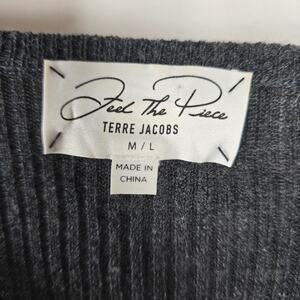 Feel The Piece
TERRE JACOBS
M / L
MADE IN
CHINA